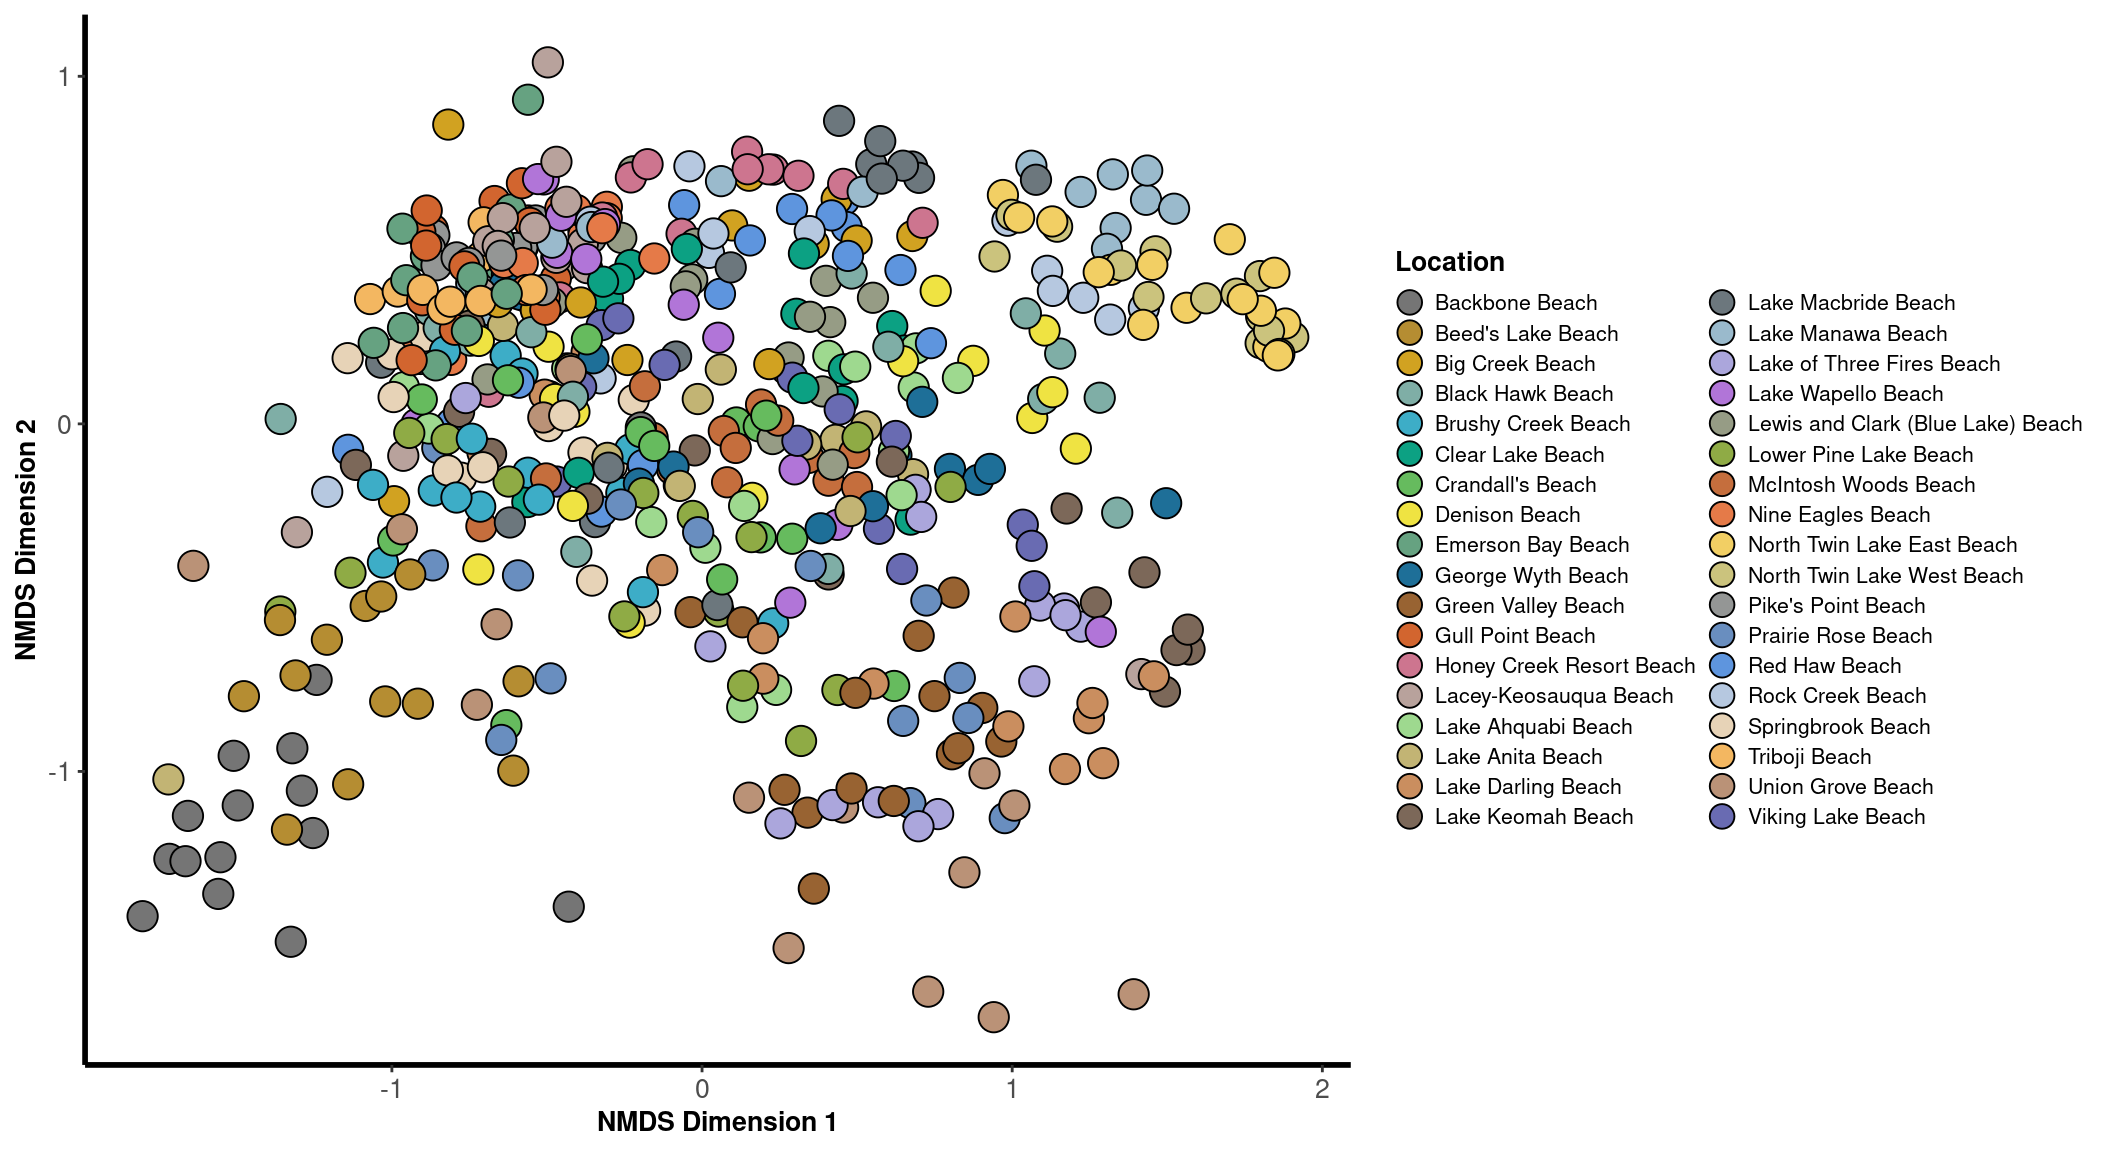 1
0
-1
NMDS Dimension 2
-1
0
1
2
NMDS Dimension 1
Location
Backbone Beach
Beed's Lake Beach
Big Creek Beach
Black Hawk Beach
Brushy Creek Beach
Clear Lake Beach
Crandall's Beach
Denison Beach
Emerson Bay Beach
George Wyth Beach
Green Valley Beach
Gull Point Beach
Honey Creek Resort Beach
Lacey-Keosauqua Beach
Lake Ahquabi Beach
Lake Anita Beach
Lake Darling Beach
Lake Keomah Beach
Lake Macbride Beach
Lake Manawa Beach
Lake of Three Fires Beach
Lake Wapello Beach
Lewis and Clark (Blue Lake) Beach
Lower Pine Lake Beach
McIntosh Woods Beach
Nine Eagles Beach
North Twin Lake East Beach
North Twin Lake West Beach
Pike's Point Beach
Prairie Rose Beach
Red Haw Beach
Rock Creek Beach
Springbrook Beach
Triboji Beach
Union Grove Beach
Viking Lake Beach